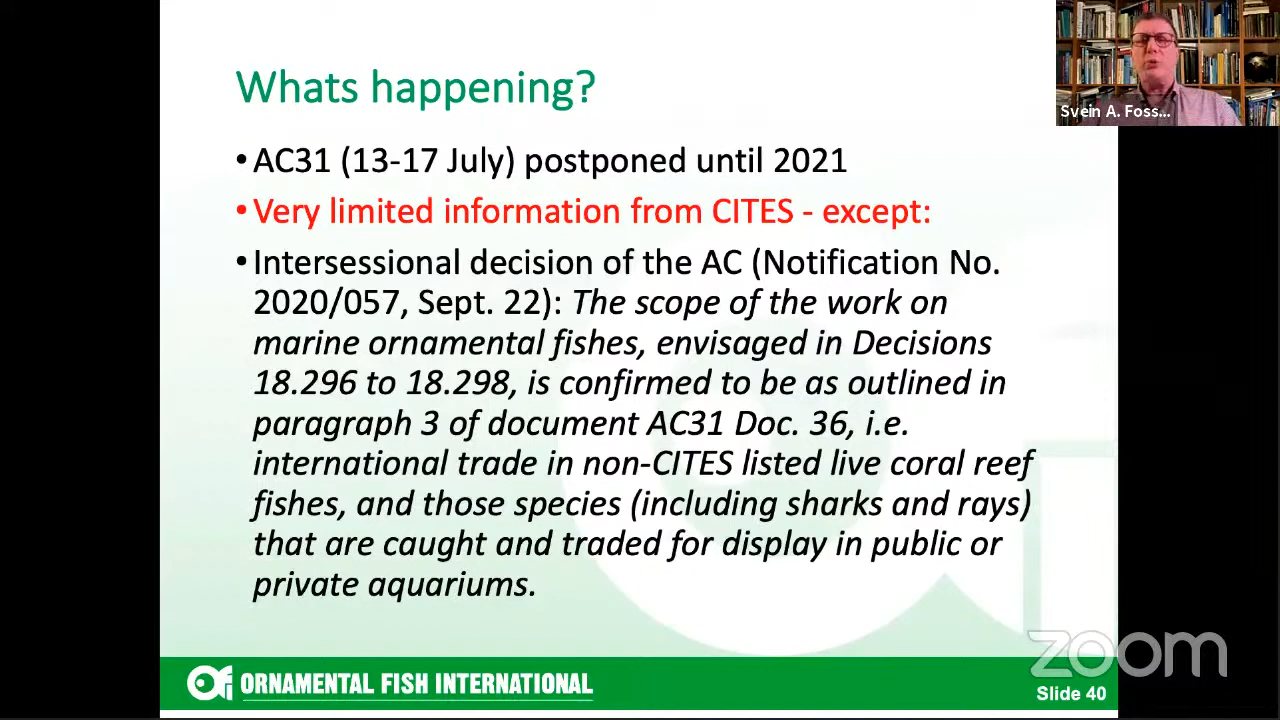 Whats happening?
Svein A. Foss...
• AC31 (13-17 July) postponed until 2021
• Very limited information from CITES - except:
• Intersessional decision of the AC (Notification No.
2020/057, Sept. 22): The scope of the work on
marine ornamental fishes, envisaged in Decisions
18.296 to 18.298, is confirmed to be as outlined in
paragraph 3 of document AC31 Doc. 36, i.e.
international trade in non-CITES listed live coral reef
fishes, and those species (including sharks and rays)
that are caught and traded for display in public or
private aquariums.
zoom
ORNAMENTAL FISH INTERNATIONAL
Slide 40